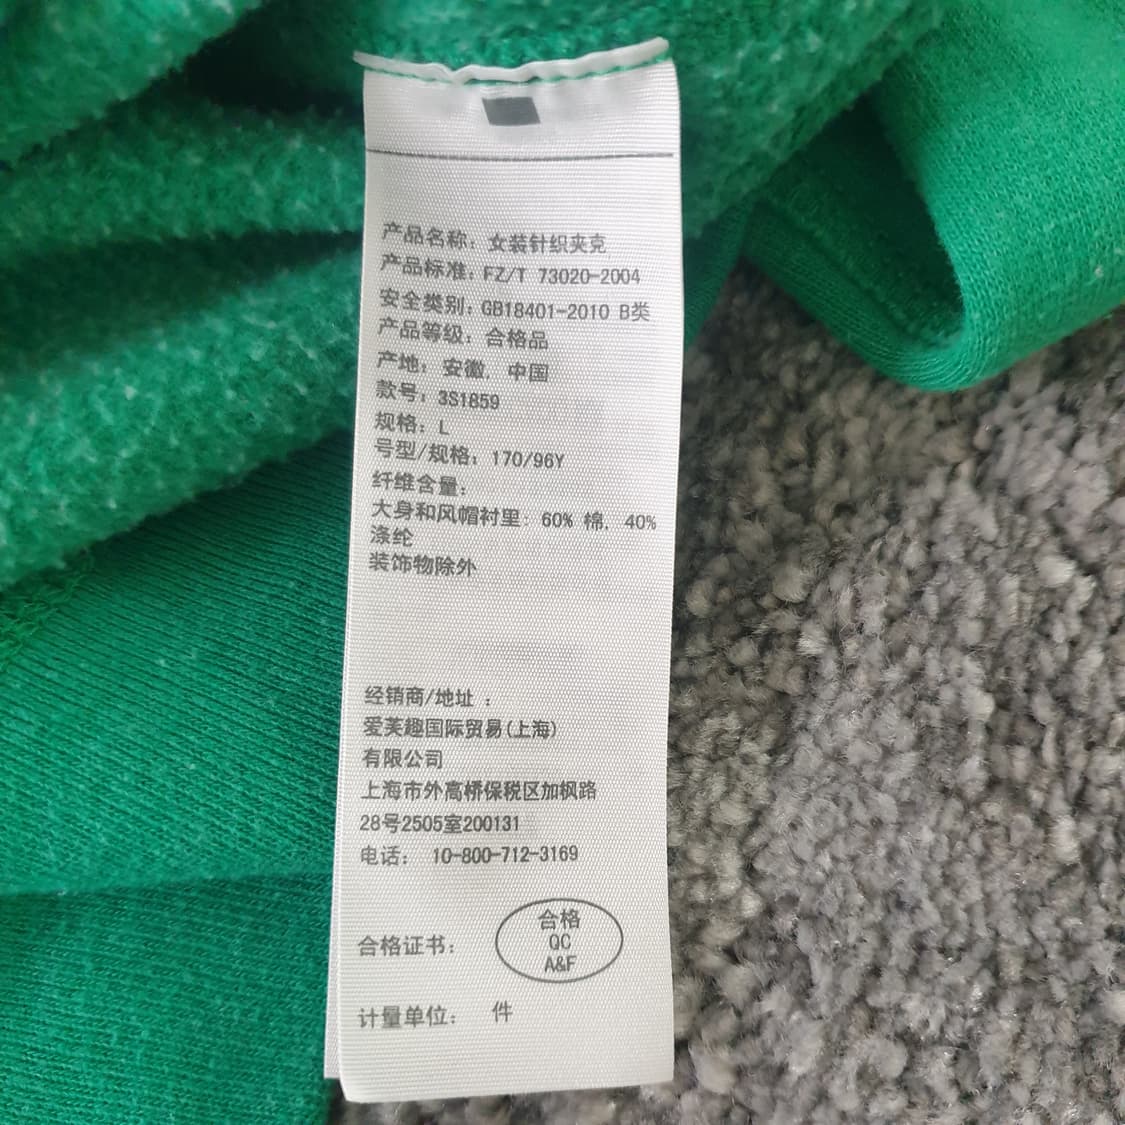 产品名称：女装针织夹克
产品标准：FZ/T 73020-2004
安全类别：GB18401-2010 B类
产品等级：合格品
产地：安徽，中国
款号：3S1859
规格：L
号型/规格：170/96Y
纤维含量：
大身和风帽衬里：60% 棉，40%
涤纶
装饰物除外
经销商/地址 ：
爱芙趣国际贸易(上海)
有限公司
上海市外高桥保税区加枫路
28号2505室200131
电话： 10-800-712-3169
合格
QC
A&F
合格证书：
计量单位： 件